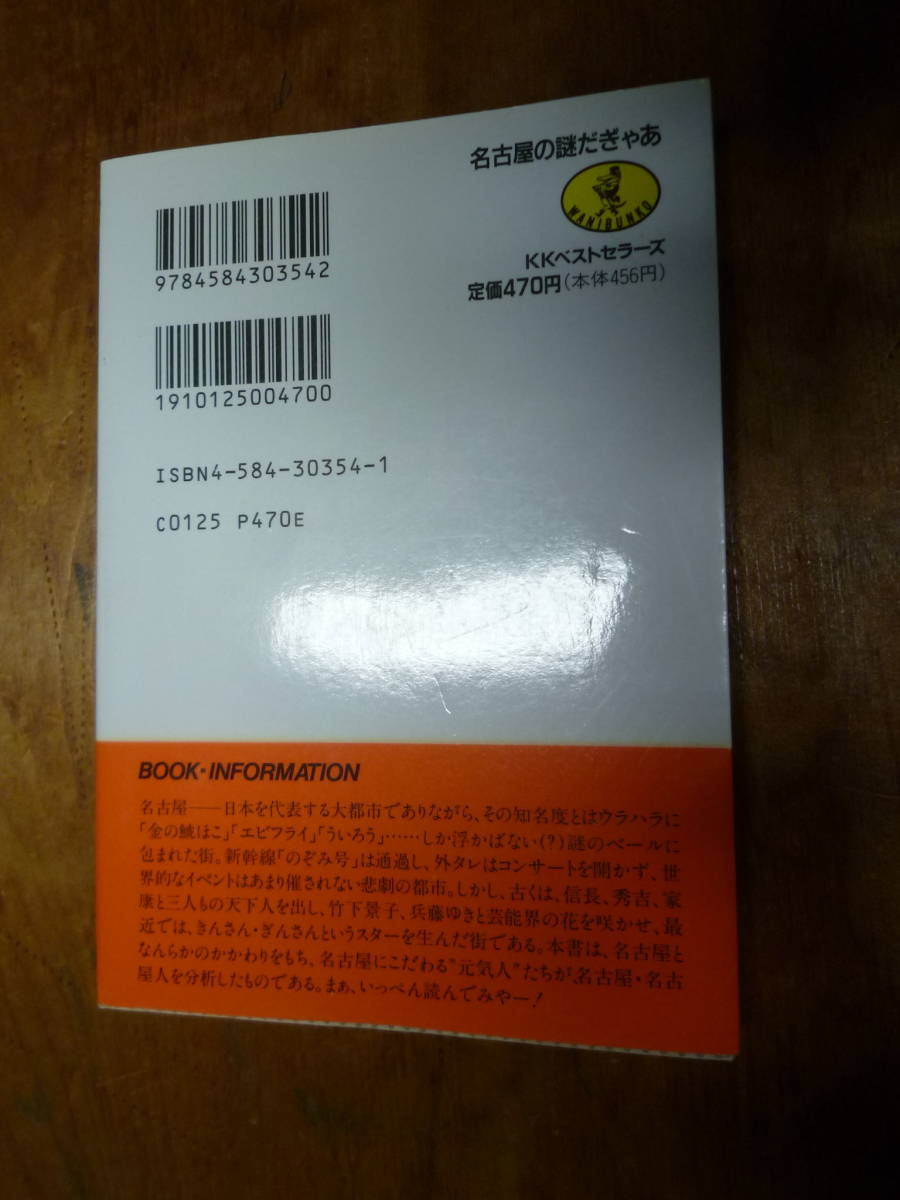 名古屋の謎だぎゃあ
WANIBUNKO
KKベストセラーズ
定価470円(本体456円)
9784584303542
1910125004700
ISBN4-584-30354-1
C0125 P470E
BOOK・INFORMATION
名古屋――日本を代表する大都市でありながら、その知名度とはウラハラに
「金の鯱ほこ」「エビフライ」「ういろう」……しか浮かばない(?)謎のベールに
包まれた街。新幹線「のぞみ号」は通過し、外タレはコンサートを開かず、世
界的なイベントはあまり催されない悲劇の都市。しかし、古くは、信長、秀吉、家
康と三人もの天下人を出し、竹下景子、兵藤ゆきと芸能界の花を咲かせ、最
近では、きんさん・ぎんさんというスターを生んだ街である。本書は、名古屋と
なんらかのかかわりをもち、名古屋にこだわる"元気人"たちが、名古屋・名古
屋人を分析したものである。まぁ、いっぺん読んでみやー!